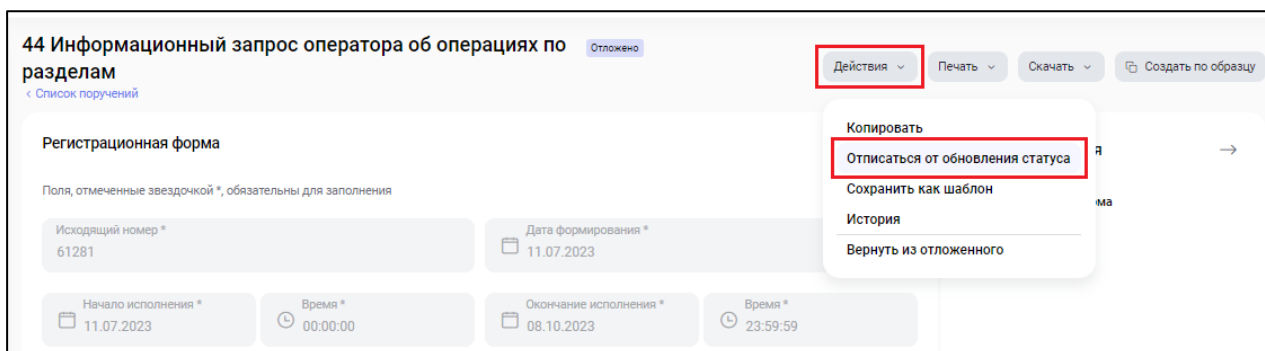 44 Информационный запрос оператора об операциях по
разделам
Отложено
< Список поручений
Действия
Печать
Скачать
Создать по образцу
Копировать
Отписаться от обновления статуса
Сохранить как шаблон
История
Вернуть из отложенного
я
ма
Регистрационная форма
Поля, отмеченные звездочкой *, обязательны для заполнения
Исходящий номер *
61281
Дата формирования *
11.07.2023
Начало исполнения *
11.07.2023
Время *
00:00:00
Окончание исполнения *
08.10.2023
Время *
23:59:59